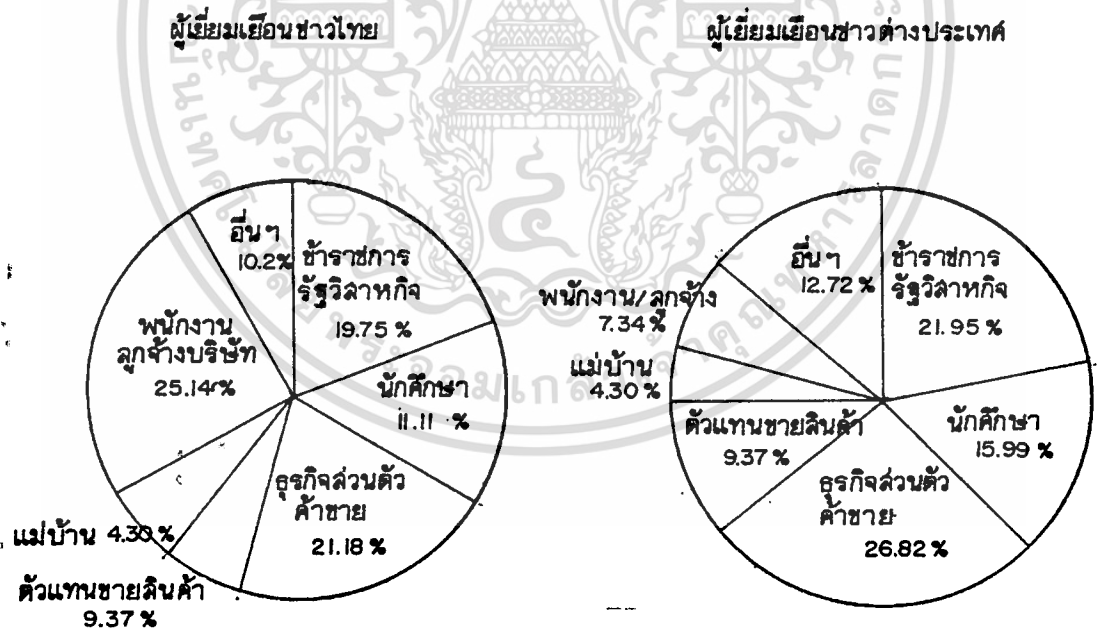 ผู้เยี่ยมเยือนชาวไทย
อื่นๆ
10.2%
ข้าราชการ
รัฐวิสาหกิจ
19.75 %
พนักงาน
ลูกจ้างบริษัท
25.14%
นักศึกษา
11.11 %
ธุรกิจส่วนตัว
ค้าขาย
21.18 %
แม่บ้าน 4.30 %
ตัวแทนขายสินค้า
9.37 %
ผู้เยี่ยมเยือนชาวต่างประเทศ
อื่นๆ
12.72 %
ข้าราชการ
รัฐวิสาหกิจ
21.95 %
พนักงาน/ลูกจ้าง
7.34 %
แม่บ้าน
4.30 %
ตัวแทนขายสินค้า
9.37 %
นักศึกษา
15.99 %
ธุรกิจส่วนตัว
ค้าขาย
26.82 %